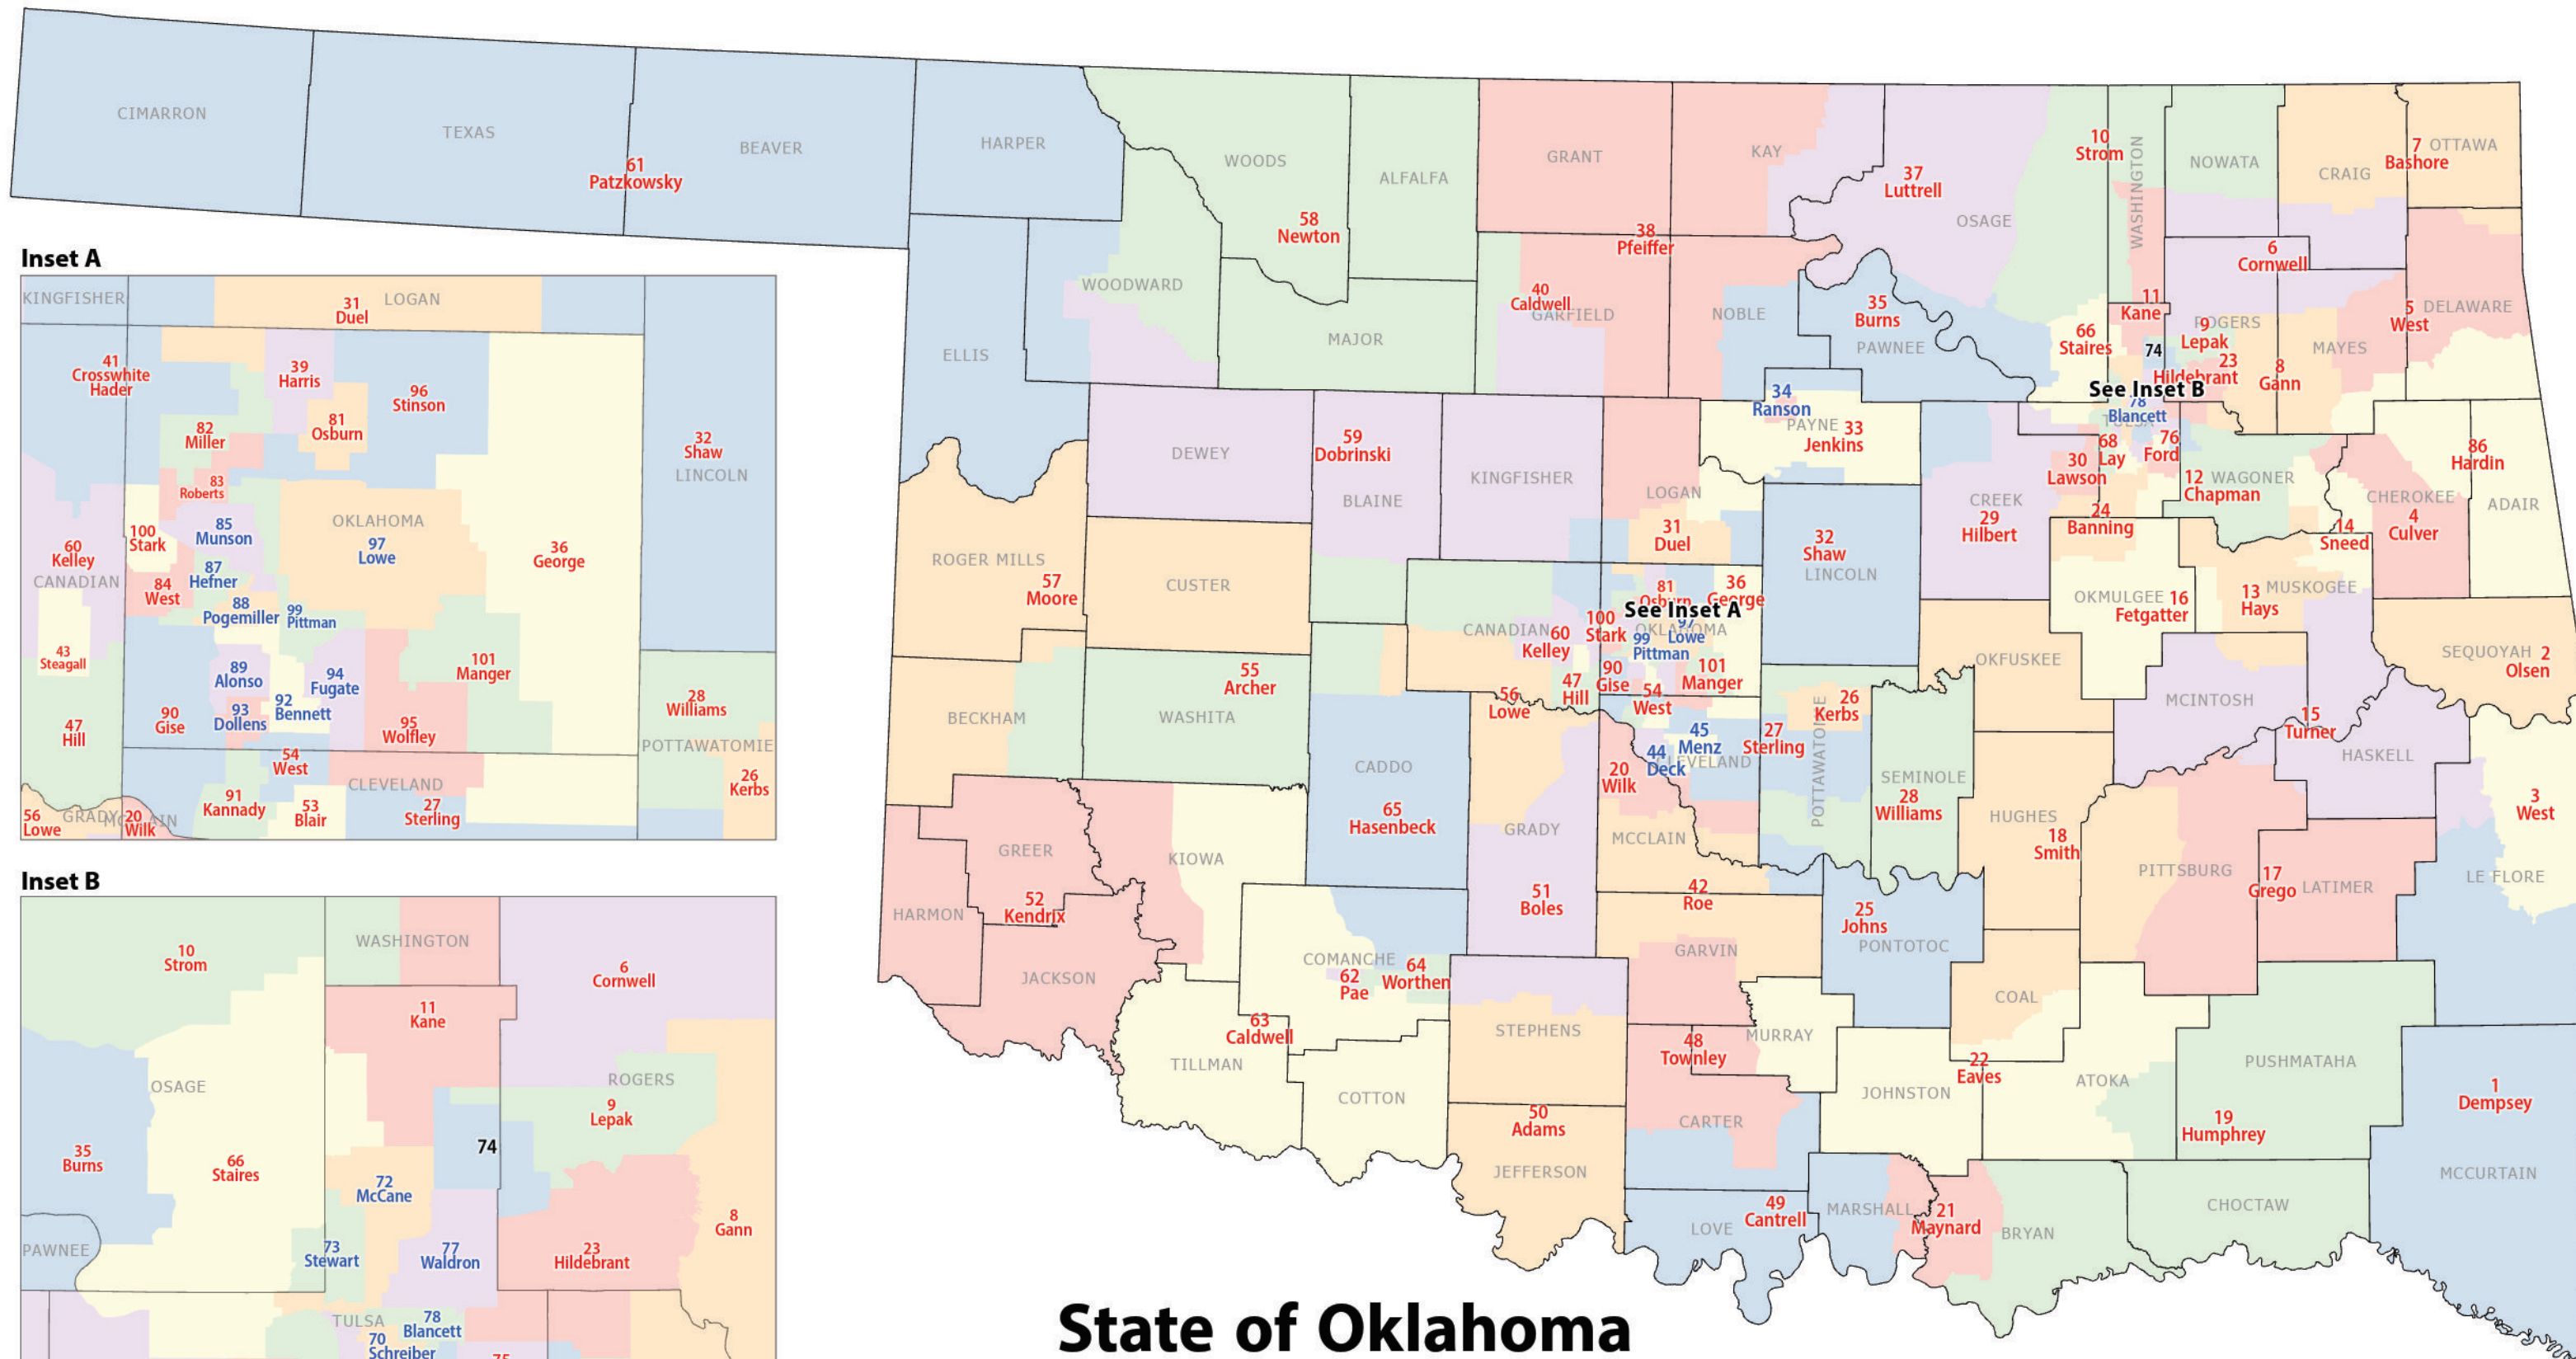 CIMARRON
TEXAS
BEAVER
61
Patzkowsky
HARPER
WOODS
ALFALFA
58
Newton
WOODWARD
MAJOR
ELLIS
GRANT
KAY
38
Pfeiffer
40
Caldwell
GARFIELD
NOBLE
37
Luttrell
OSAGE
10
Strom
WASHINGTON
NOWATA
CRAIG
7
Bashore
OTTAWA
6
Cornwell
11
Kane
ROGERS
9
Lepak
5
West
DELAWARE
66
Staires
74
23
Hildebrant
8
Gann
MAYES
See Inset B
78
Blancett
TULSA
35
Burns
PAWNEE
34
Ranson
PAYNE
33
Jenkins
68
Lay
76
Ford
30
Lawson
12
Chapman
WAGONER
86
Hardin
CHEROKEE
4
Culver
ADAIR
24
Banning
14
Sneed
CREEK
29
Hilbert
DEWEY
59
Dobrinski
BLAINE
KINGFISHER
LOGAN
31
Duel
32
Shaw
LINCOLN
ROGER MILLS
57
Moore
CUSTER
CANADIAN
60
Kelley
100
Stark
81
Osburn
36
George
See Inset A
OKLAHOMA
97
Lowe
99
Pittman
90
Gise
101
Manger
47
Hill
54
West
OKMULGEE
16
Fetgatter
13
Hays
MUSKOGEE
OKFUSKEE
SEQUOYAH
2
Olsen
MCINTOSH
15
Turner
HASKELL
BECKHAM
WASHITA
55
Archer
56
Lowe
CADDO
65
Hasenbeck
20
Wilk
44
Deck
45
Menz
CLEVELAND
27
Sterling
POTTAWATOMIE
26
Kerbs
SEMINOLE
28
Williams
HUGHES
18
Smith
PITTSBURG
17
Grego
LATIMER
LE FLORE
3
West
GREER
52
Kendrix
HARMON
JACKSON
KIOWA
GRADY
51
Boles
MCCLAIN
42
Roe
GARVIN
25
Johns
PONTOTOC
COMANCHE
62
Pae
64
Worthen
63
Caldwell
TILLMAN
COTTON
STEPHENS
50
Adams
JEFFERSON
48
Townley
MURRAY
CARTER
COAL
22
Eaves
JOHNSTON
ATOKA
PUSHMATAHA
19
Humphrey
1
Dempsey
MCCURTAIN
49
Cantrell
LOVE
MARSHALL
21
Maynard
BRYAN
CHOCTAW
State of Oklahoma
Inset A
KINGFISHER
31
Duel
LOGAN
41
Crosswhite
Hader
39
Harris
96
Stinson
82
Miller
81
Osburn
32
Shaw
LINCOLN
83
Roberts
85
Munson
OKLAHOMA
97
Lowe
100
Stark
60
Kelley
CANADIAN
36
George
84
West
87
Hefner
88
Pogemiller
99
Pittman
43
Steagall
89
Alonso
94
Fugate
101
Manger
92
Bennett
93
Dollens
28
Williams
47
Hill
90
Gise
95
Wolfley
POTTAWATOMIE
54
West
CLEVELAND
26
Kerbs
91
Kannady
53
Blair
27
Sterling
56
Lowe
GRADY
20
Wilk
Inset B
10
Strom
WASHINGTON
6
Cornwell
11
Kane
OSAGE
ROGERS
9
Lepak
74
35
Burns
66
Staires
72
McCane
8
Gann
PAWNEE
73
Stewart
77
Waldron
23
Hildebrant
TULSA
78
Blancett
70
Schreiber